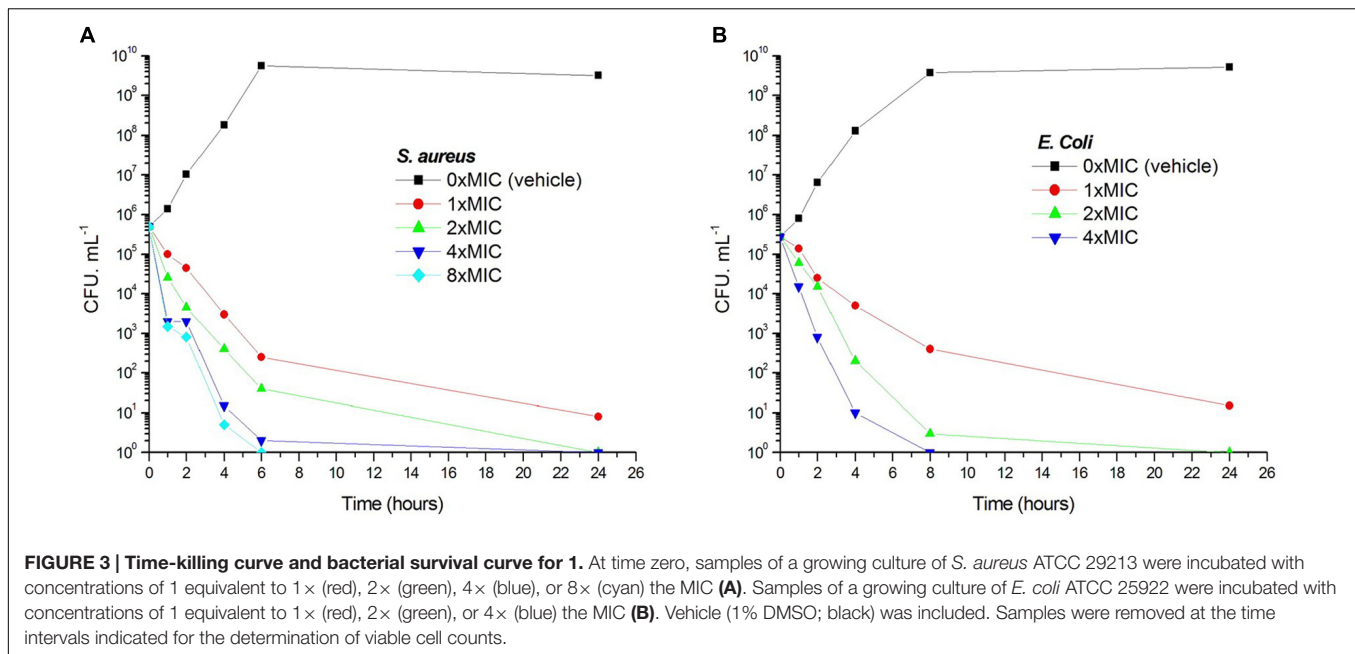 A
10^10
10^9
10^8
10^7
10^6
10^5
10^4
10^3
10^2
10^1
10^0
CFU. mL^-1
0 2 4 6 8 10 12 14 16 18 20 22 24 26
Time (hours)
S. aureus
0xMIC (vehicle)
1xMIC
2xMIC
4xMIC
8xMIC
B
10^10
10^9
10^8
10^7
10^6
10^5
10^4
10^3
10^2
10^1
10^0
CFU. mL^-1
0 2 4 6 8 10 12 14 16 18 20 22 24 26
Time (hours)
E. Coli
0xMIC (vehicle)
1xMIC
2xMIC
4xMIC
FIGURE 3 | Time-killing curve and bacterial survival curve for 1. At time zero, samples of a growing culture of S. aureus ATCC 29213 were incubated with
concentrations of 1 equivalent to 1× (red), 2× (green), 4× (blue), or 8× (cyan) the MIC (A). Samples of a growing culture of E. coli ATCC 25922 were incubated with
concentrations of 1 equivalent to 1× (red), 2× (green), or 4× (blue) the MIC (B). Vehicle (1% DMSO; black) was included. Samples were removed at the time
intervals indicated for the determination of viable cell counts.